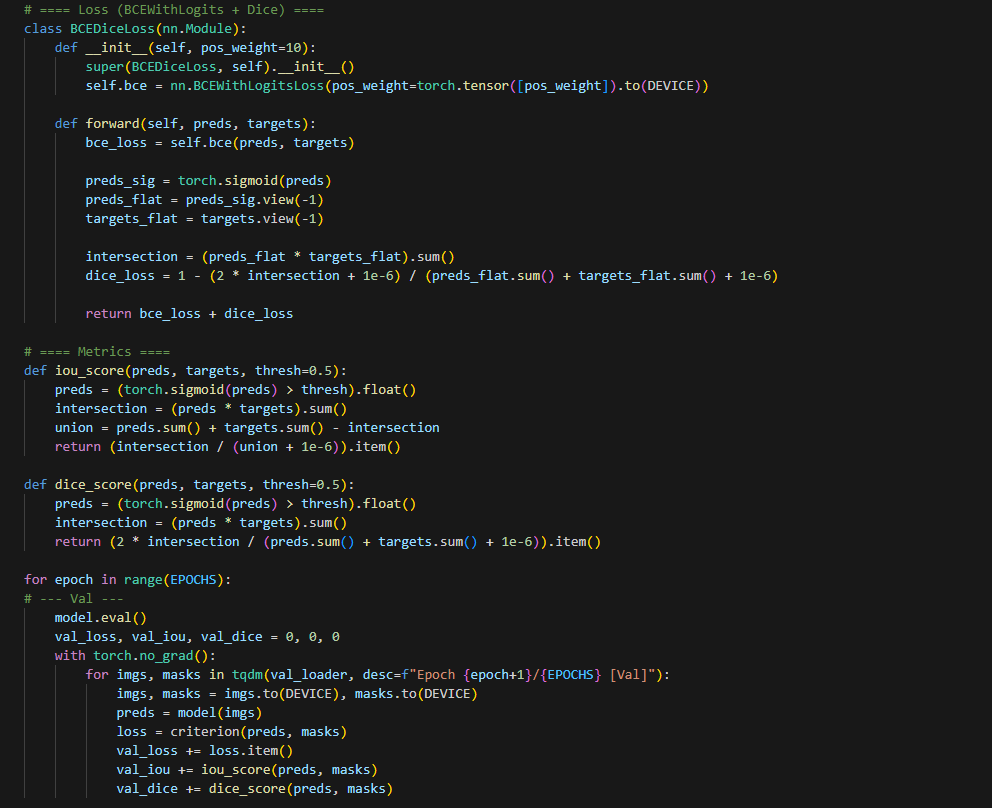 # ==== Loss (BCEWithLogits + Dice) ====
class BCEDiceLoss(nn.Module):
    def __init__(self, pos_weight=10):
        super(BCEDiceLoss, self).__init__()
        self.bce = nn.BCEWithLogitsLoss(pos_weight=torch.tensor([pos_weight]).to(DEVICE))

    def forward(self, preds, targets):
        bce_loss = self.bce(preds, targets)

        preds_sig = torch.sigmoid(preds)
        preds_flat = preds_sig.view(-1)
        targets_flat = targets.view(-1)

        intersection = (preds_flat * targets_flat).sum()
        dice_loss = 1 - (2 * intersection + 1e-6) / (preds_flat.sum() + targets_flat.sum() + 1e-6)

        return bce_loss + dice_loss

# ==== Metrics ====
def iou_score(preds, targets, thresh=0.5):
    preds = (torch.sigmoid(preds) > thresh).float()
    intersection = (preds * targets).sum()
    union = preds.sum() + targets.sum() - intersection
    return (intersection / (union + 1e-6)).item()

def dice_score(preds, targets, thresh=0.5):
    preds = (torch.sigmoid(preds) > thresh).float()
    intersection = (preds * targets).sum()
    return (2 * intersection / (preds.sum() + targets.sum() + 1e-6)).item()

for epoch in range(EPOCHS):
# --- Val ---
    model.eval()
    val_loss, val_iou, val_dice = 0, 0, 0
    with torch.no_grad():
        for imgs, masks in tqdm(val_loader, desc=f"Epoch {epoch+1}/{EPOCHS} [Val]"):
            imgs, masks = imgs.to(DEVICE), masks.to(DEVICE)
            preds = model(imgs)
            loss = criterion(preds, masks)
            val_loss += loss.item()
            val_iou += iou_score(preds, masks)
            val_dice += dice_score(preds, masks)